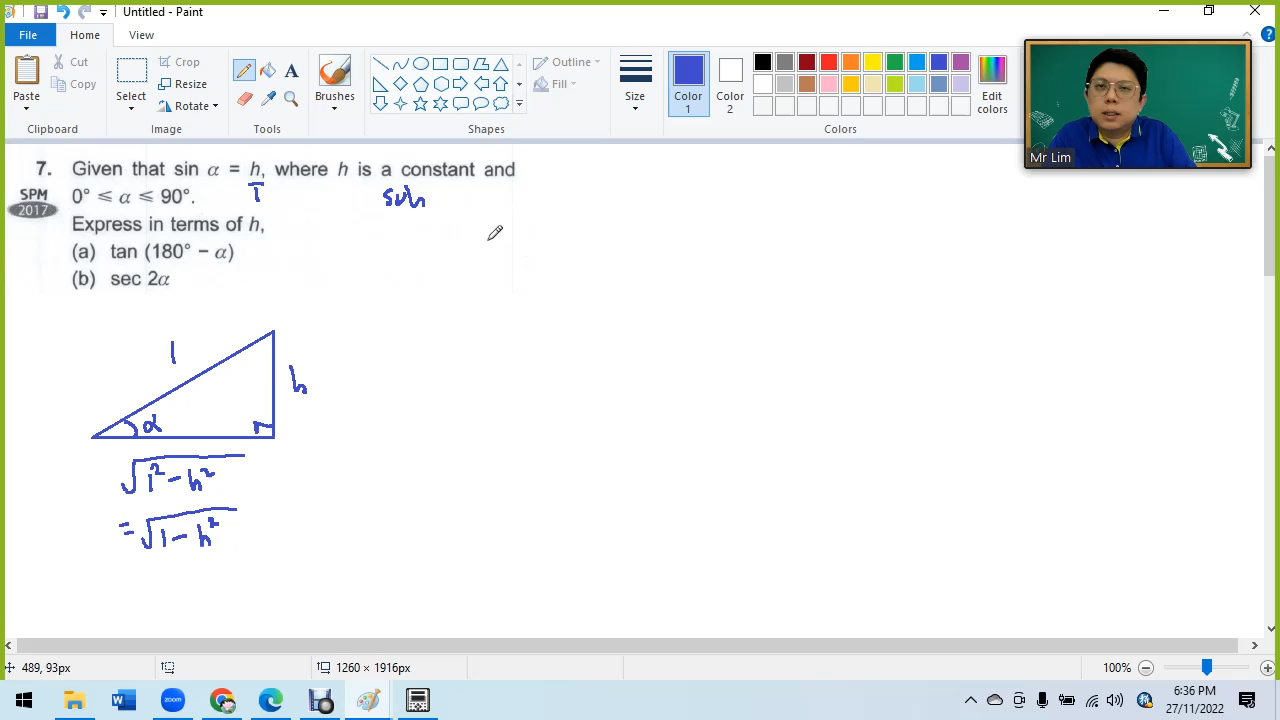 Untitled - Paint
File Home View
Paste
Cut
Copy
Clipboard
Select
Crop
Resize
Rotate
Image
Tools
Brushes
Shapes
Outline
Fill
Size
Color 1
Color 2
Colors
Edit colors
Mr Lim
7. Given that sin α = h, where h is a constant and
1
SPM 2017
0° ⩽ α ⩽ 90°.
soh
Express in terms of h,
(a) tan (180° − α)
(b) sec 2α
1
h
α
√1² − h²
= √1 − h²
489, 93px
1260 × 1916px
100%
zoom
6:36 PM
27/11/2022